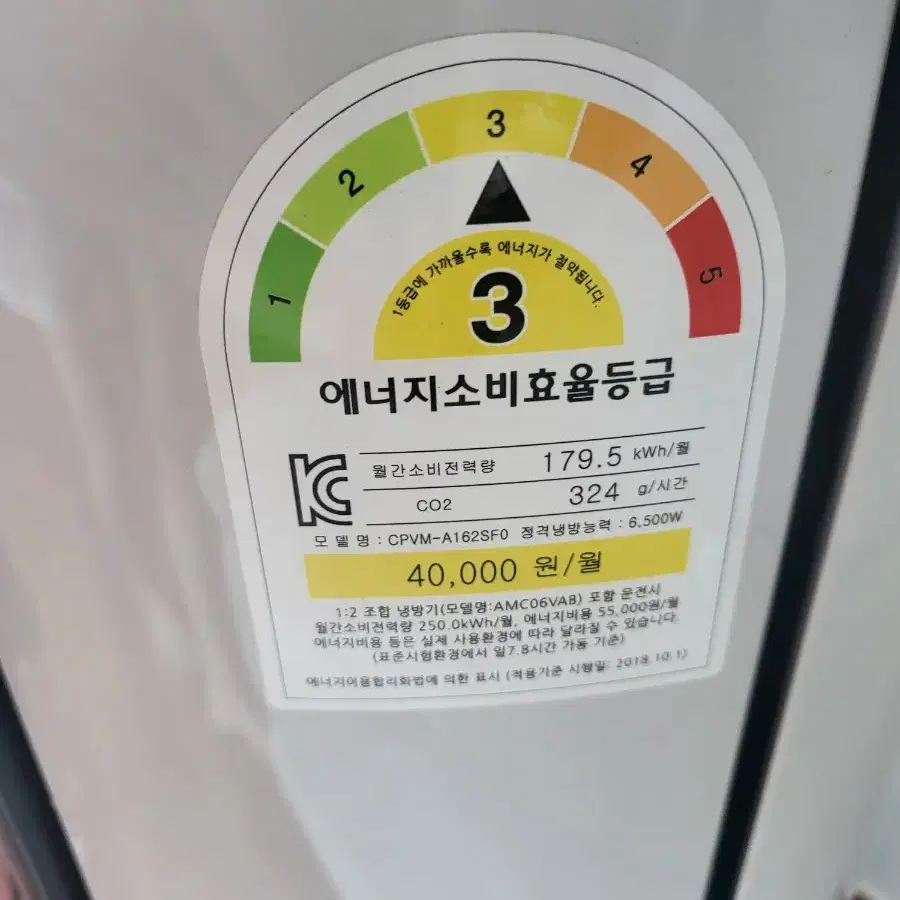 1
2
3
4
5
1등급에 가까울수록 에너지가 절약됩니다.
3
에너지소비효율등급
월간소비전력량 179.5 kWh/월
CO2 324 g/시간
모 델 명 : CPVM-A162SF0 정격냉방능력 : 6,500W
40,000 원/월
1:2 조합 냉방기(모델명:AMC06VAB) 포함 운전시
월간소비전력량 250.0kWh/월, 에너지비용 55,000원/월
에너지비용 등은 실제 사용환경에 따라 달라질 수 있습니다.
(표준시험환경에서 일7.8시간 가동 기준)
에너지이용합리화법에 의한 표시 (적용기준 시행일: 2018.10.1)